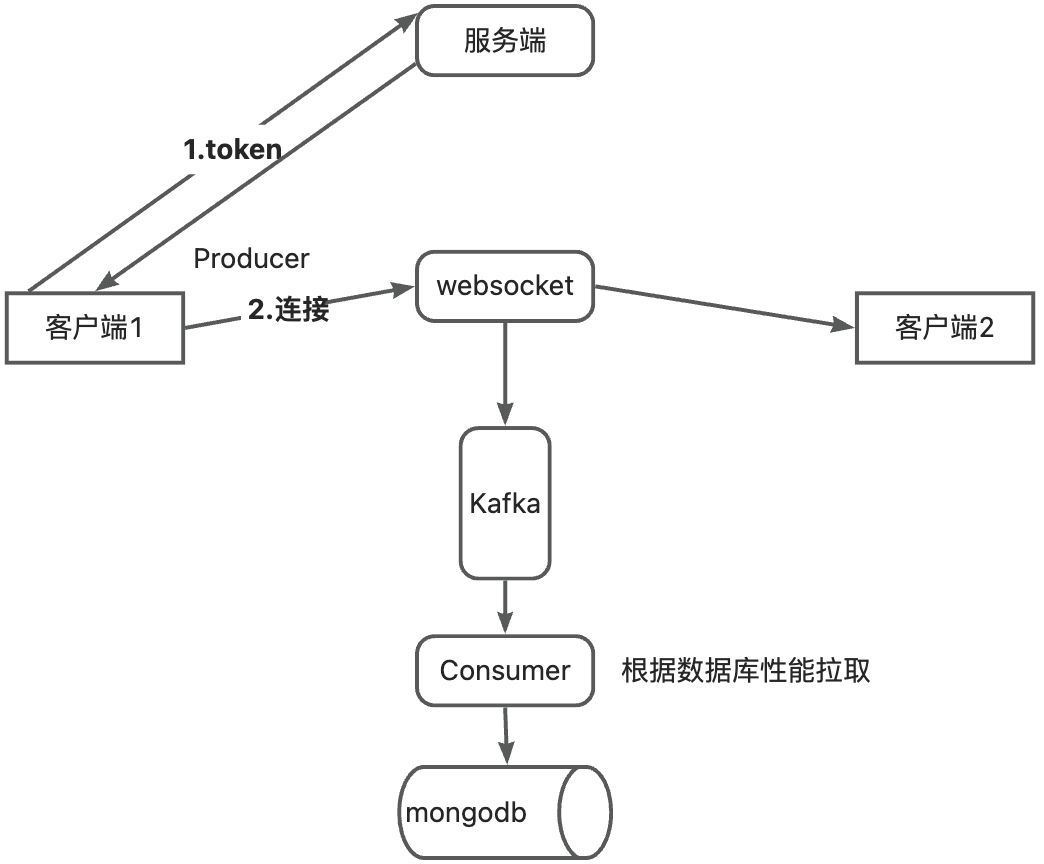 服务端
1.token
Producer
websocket
2.连接
客户端1
客户端2
Kafka
Consumer
根据数据库性能拉取
mongodb